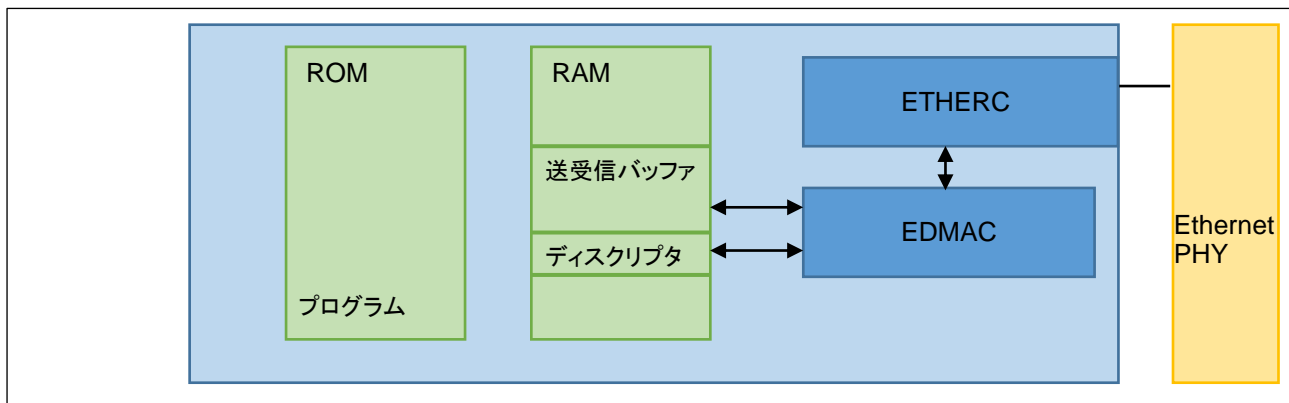 ROM
プログラム
RAM
送受信バッファ
ディスクリプタ
ETHERC
EDMAC
Ethernet
PHY